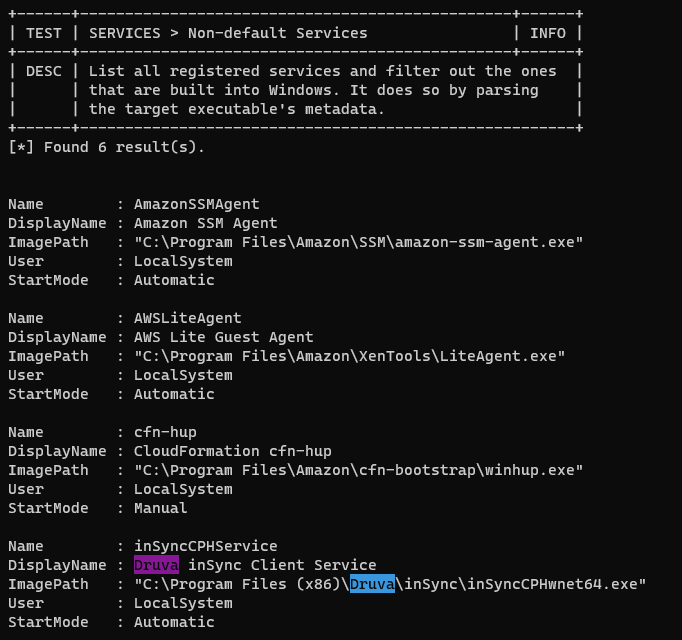 +------+------------------------------------------------+------+
| TEST | SERVICES > Non-default Services                | INFO |
+------+------------------------------------------------+------+
| DESC | List all registered services and filter out the ones  |
|      | that are built into Windows. It does so by parsing    |
|      | the target executable's metadata.                     |
+------+-------------------------------------------------------+
[*] Found 6 result(s).

Name        : AmazonSSMAgent
DisplayName : Amazon SSM Agent
ImagePath   : "C:\Program Files\Amazon\SSM\amazon-ssm-agent.exe"
User        : LocalSystem
StartMode   : Automatic

Name        : AWSLiteAgent
DisplayName : AWS Lite Guest Agent
ImagePath   : "C:\Program Files\Amazon\XenTools\LiteAgent.exe"
User        : LocalSystem
StartMode   : Automatic

Name        : cfn-hup
DisplayName : CloudFormation cfn-hup
ImagePath   : "C:\Program Files\Amazon\cfn-bootstrap\winhup.exe"
User        : LocalSystem
StartMode   : Manual

Name        : inSyncCPHService
DisplayName : Druva inSync Client Service
ImagePath   : "C:\Program Files (x86)\Druva\inSync\inSyncCPHwnet64.exe"
User        : LocalSystem
StartMode   : Automatic